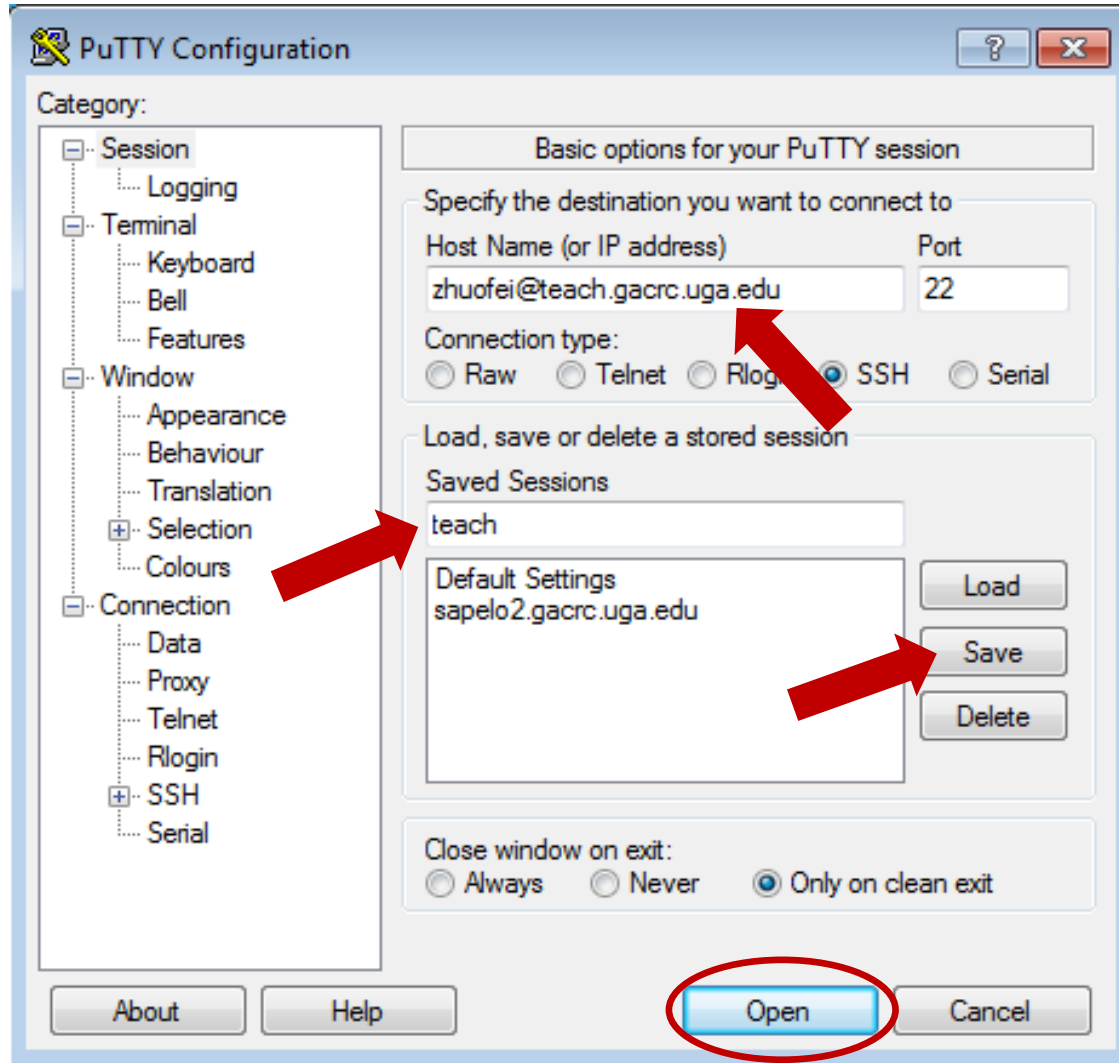 PuTTY Configuration
Category:
Session
Logging
Terminal
Keyboard
Bell
Features
Window
Appearance
Behaviour
Translation
Selection
Colours
Connection
Data
Proxy
Telnet
Rlogin
SSH
Serial
Basic options for your PuTTY session
Specify the destination you want to connect to
Host Name (or IP address) Port
zhuofei@teach.gacrc.uga.edu 22
Connection type:
Raw Telnet Rlogin SSH Serial
Load, save or delete a stored session
Saved Sessions
teach
Default Settings
sapelo2.gacrc.uga.edu
Load
Save
Delete
Close window on exit:
Always Never Only on clean exit
About Help Open Cancel